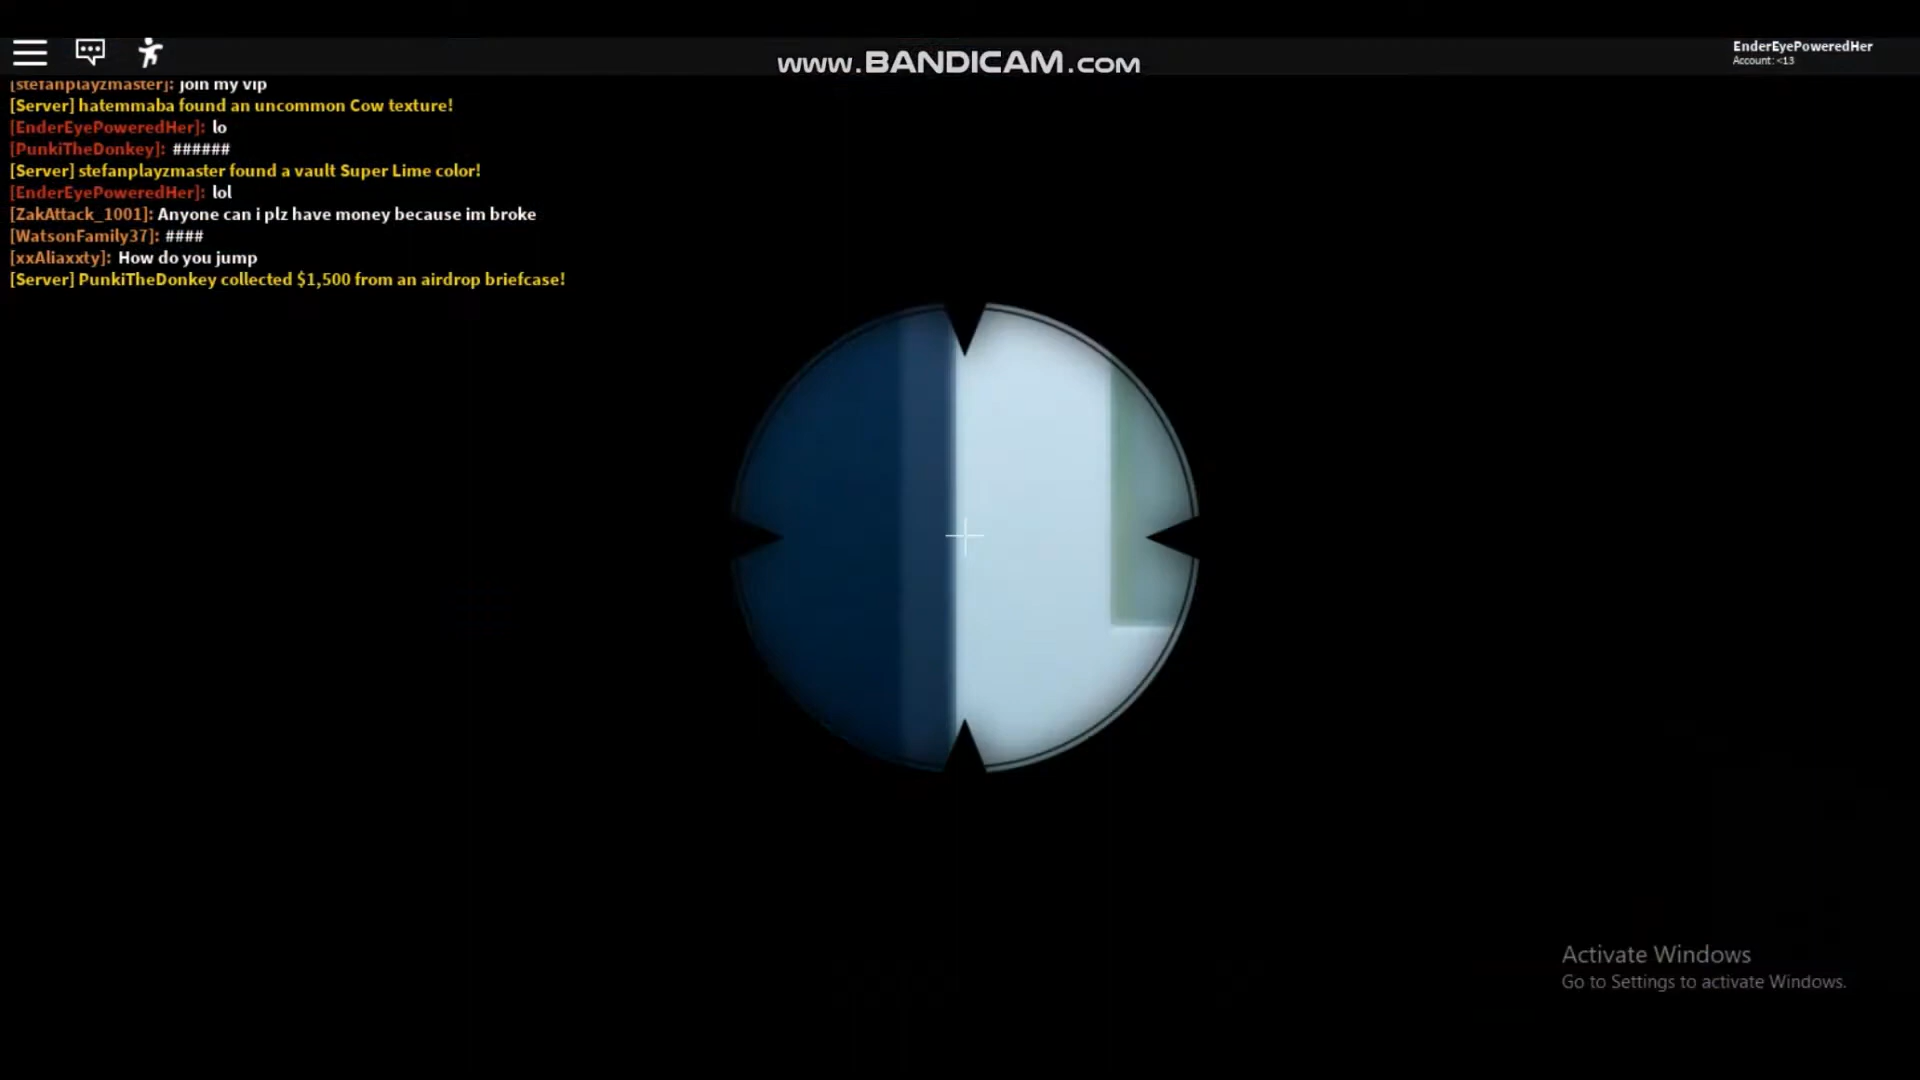 www.BANDICAM.com
EnderEyePoweredHer
Account: <13
[stefanplayzmaster]: join my vip
[Server] hatemmaba found an uncommon Cow texture!
[EnderEyePoweredHer]: lo
[PunkiTheDonkey]: ######
[Server] stefanplayzmaster found a vault Super Lime color!
[EnderEyePoweredHer]: lol
[ZakAttack_1001]: Anyone can i plz have money because im broke
[WatsonFamily37]: ####
[xxAliaxxty]: How do you jump
[Server] PunkiTheDonkey collected $1,500 from an airdrop briefcase!
Activate Windows
Go to Settings to activate Windows.